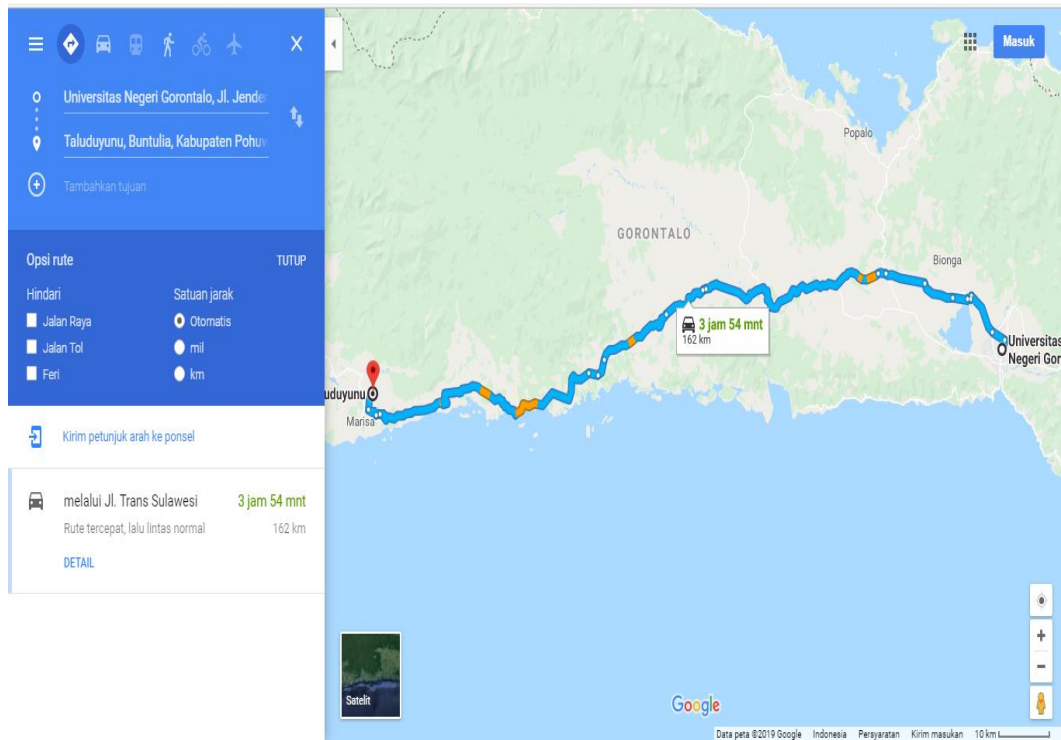 Universitas Negeri Gorontalo, Jl. Jender
Taluduyunu, Buntulia, Kabupaten Pohuw
Tambahkan tujuan
Opsi rute TUTUP
Hindari Satuan jarak
Jalan Raya Otomatis
Jalan Tol mil
Feri km
Kirim petunjuk arah ke ponsel
melalui Jl. Trans Sulawesi 3 jam 54 mnt
Rute tercepat, lalu lintas normal 162 km
DETAIL
Masuk
Popalo
GORONTALO
Bionga
3 jam 54 mnt
162 km
Universitas
Negeri Gor
uduyunu
Marisa
Satelit
Google
Data peta ©2019 Google Indonesia Persyaratan Kirim masukan 10 km